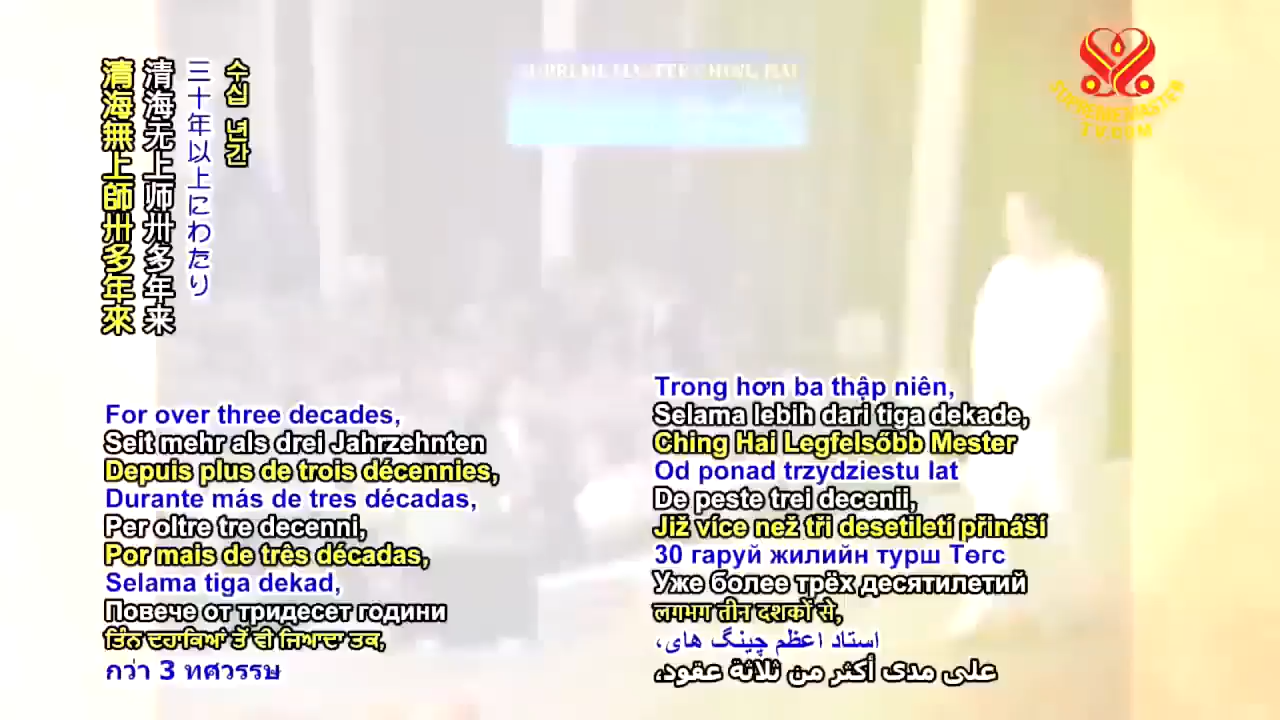 SUPREME MASTER CHING HAI
SUPREMEMASTER
TV.COM
수십 년간
三十年以上にわたり
清海无上师卅多年来
清海無上師卅多年來
For over three decades,
Seit mehr als drei Jahrzehnten
Depuis plus de trois décennies,
Durante más de tres décadas,
Per oltre tre decenni,
Por mais de três décadas,
Selama tiga dekad,
Повече от тридесет години
ਤਿੰਨ ਦਹਾਕਿਆਂ ਤੋਂ ਵੀ ਜਿਆਦਾ ਤਕ,
กว่า 3 ทศวรรษ
Trong hơn ba thập niên,
Selama lebih dari tiga dekade,
Ching Hai Legfelsőbb Mester
Od ponad trzydziestu lat
De peste trei decenii,
Již více než tři desetiletí přináší
30 гаруй жилийн турш Төгс
Уже более трёх десятилетий
लगभग तीन दशकों से,
استاد اعظم چینگ های،
على مدى أكثر من ثلاثة عقود،